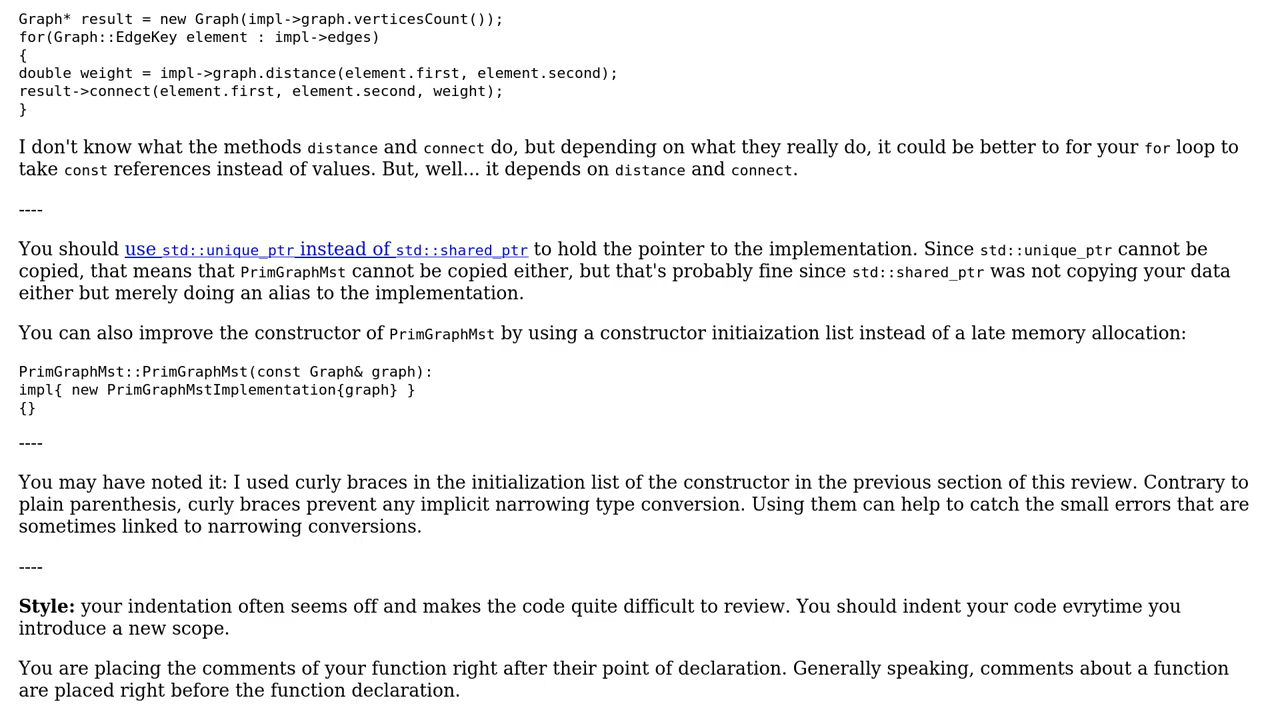 Graph* result = new Graph(impl->graph.verticesCount());
for(Graph::EdgeKey element : impl->edges)
{
double weight = impl->graph.distance(element.first, element.second);
result->connect(element.first, element.second, weight);
}
I don't know what the methods distance and connect do, but depending on what they really do, it could be better to for your for loop to
take const references instead of values. But, well... it depends on distance and connect.
----
You should use std::unique_ptr instead of std::shared_ptr to hold the pointer to the implementation. Since std::unique_ptr cannot be
copied, that means that PrimGraphMst cannot be copied either, but that's probably fine since std::shared_ptr was not copying your data
either but merely doing an alias to the implementation.
You can also improve the constructor of PrimGraphMst by using a constructor initiaization list instead of a late memory allocation:
PrimGraphMst::PrimGraphMst(const Graph& graph):
impl{ new PrimGraphMstImplementation{graph} }
{}
----
You may have noted it: I used curly braces in the initialization list of the constructor in the previous section of this review. Contrary to
plain parenthesis, curly braces prevent any implicit narrowing type conversion. Using them can help to catch the small errors that are
sometimes linked to narrowing conversions.
----
Style: your indentation often seems off and makes the code quite difficult to review. You should indent your code evrytime you
introduce a new scope.
You are placing the comments of your function right after their point of declaration. Generally speaking, comments about a function
are placed right before the function declaration.